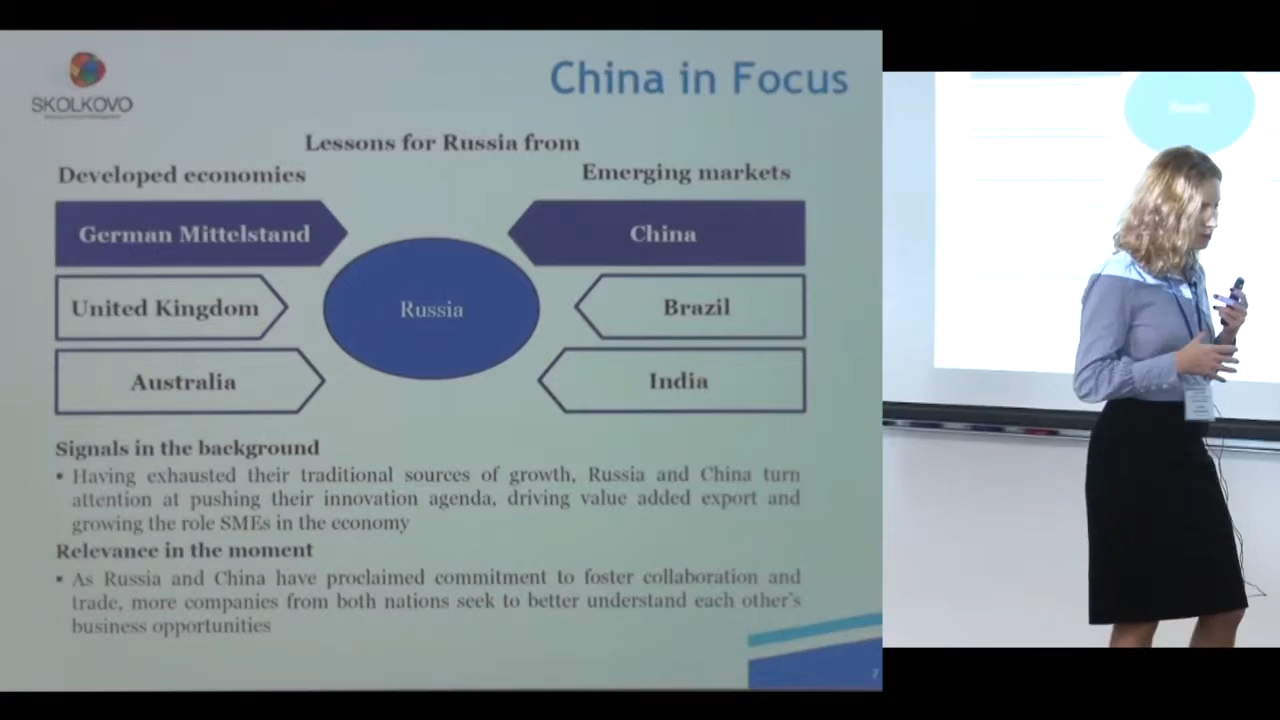 SKOLKOVO
China in Focus
Lessons for Russia from
Developed economies
Emerging markets
German Mittelstand
China
United Kingdom
Russia
Brazil
Australia
India
Signals in the background
▪ Having exhausted their traditional sources of growth, Russia and China turn
attention at pushing their innovation agenda, driving value added export and
growing the role SMEs in the economy
Relevance in the moment
▪ As Russia and China have proclaimed commitment to foster collaboration and
trade, more companies from both nations seek to better understand each other's
business opportunities
7